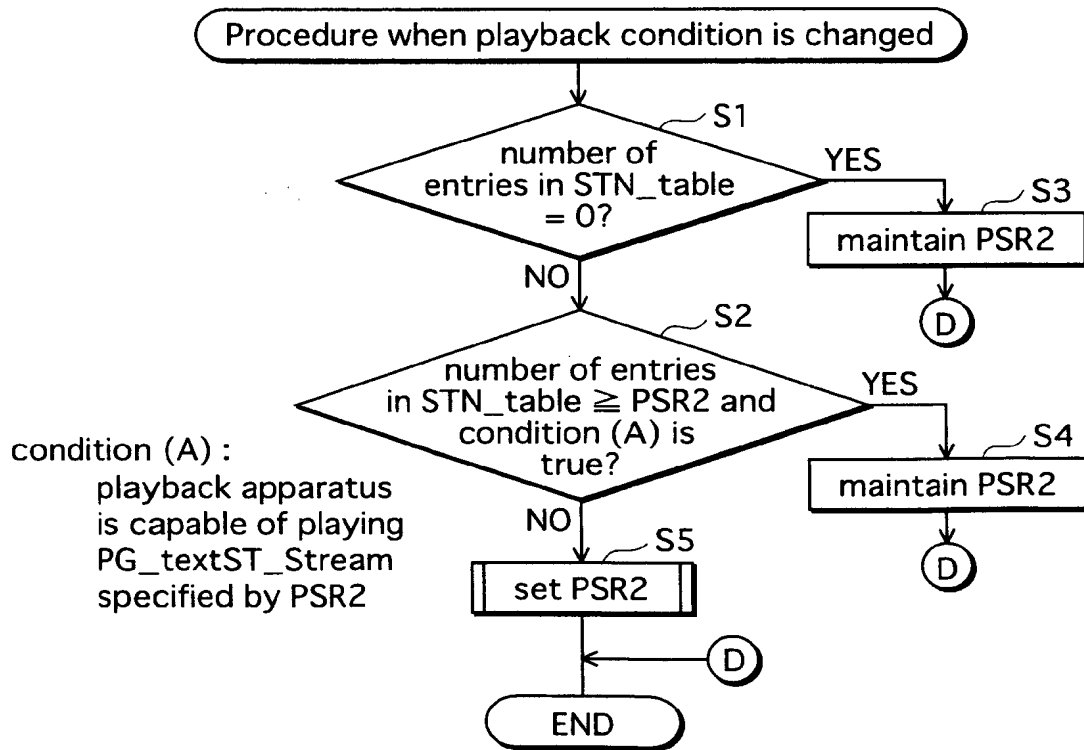 Procedure when playback condition is changed
S1
number of
entries in STN_table
= 0?
YES
S3
maintain PSR2
D
NO
S2
number of entries
in STN_table ≧ PSR2 and
condition (A) is
true?
YES
S4
maintain PSR2
D
condition (A) :
playback apparatus
is capable of playing
PG_textST_Stream
specified by PSR2
NO
S5
set PSR2
D
END